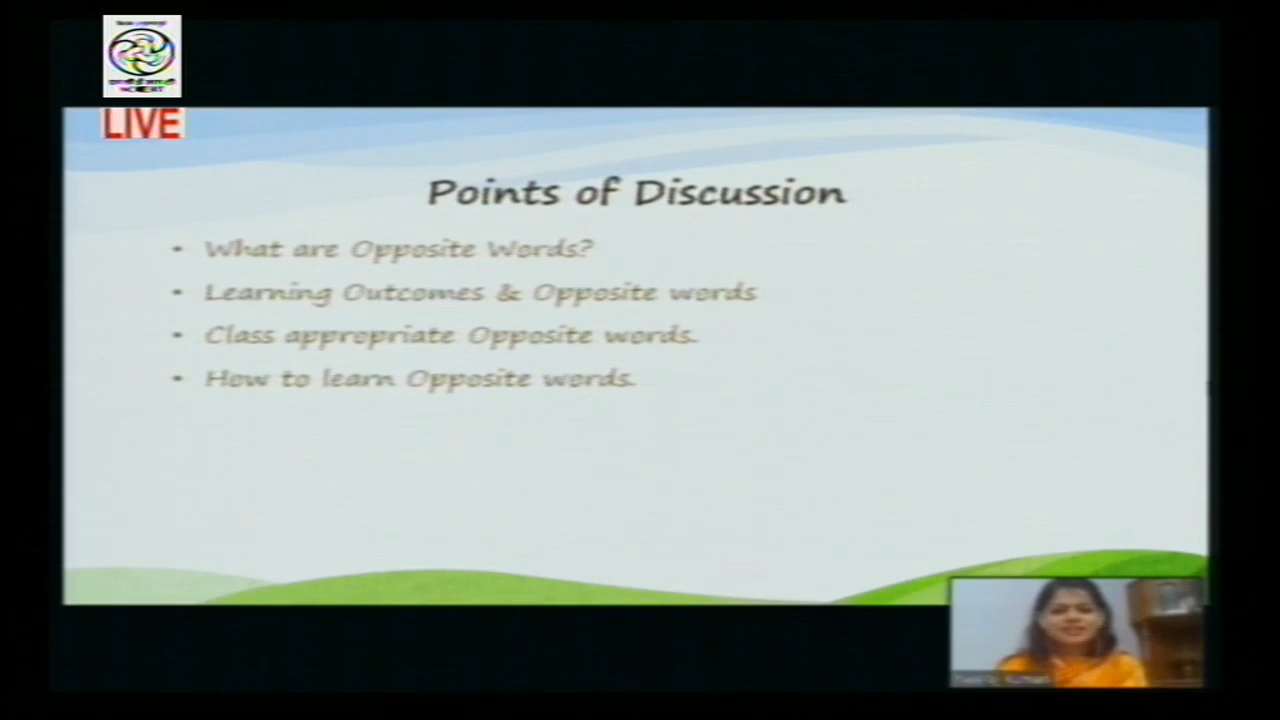 LIVE
Points of Discussion
• What are Opposite Words?
• Learning Outcomes & Opposite words
• Class appropriate Opposite words.
• How to learn Opposite words.